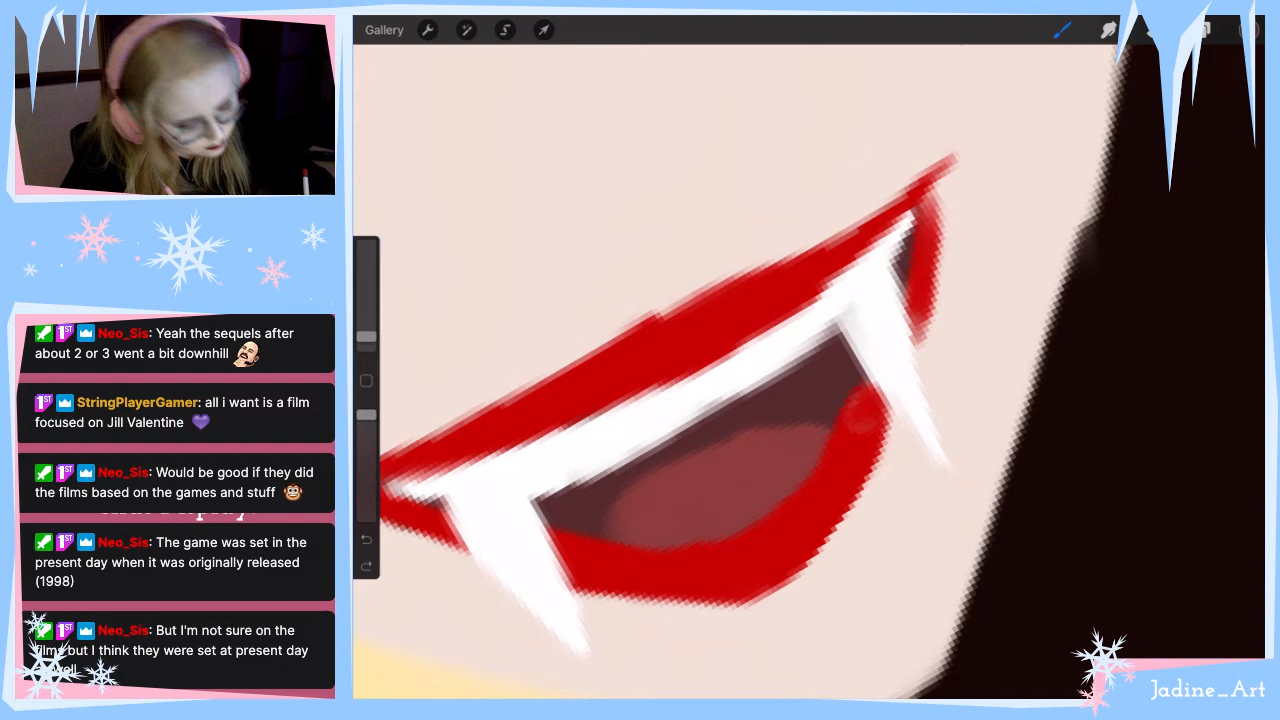 Gallery
Neo_Sis: Yeah the sequels after
about 2 or 3 went a bit downhill
StringPlayerGamer: all i want is a film
focused on Jill Valentine
Neo_Sis: Would be good if they did
the films based on the games and stuff
Neo_Sis: The game was set in the
present day when it was originally released
(1998)
Neo_Sis: But I'm not sure on the
films but I think they were set at present day
Jadine_Art